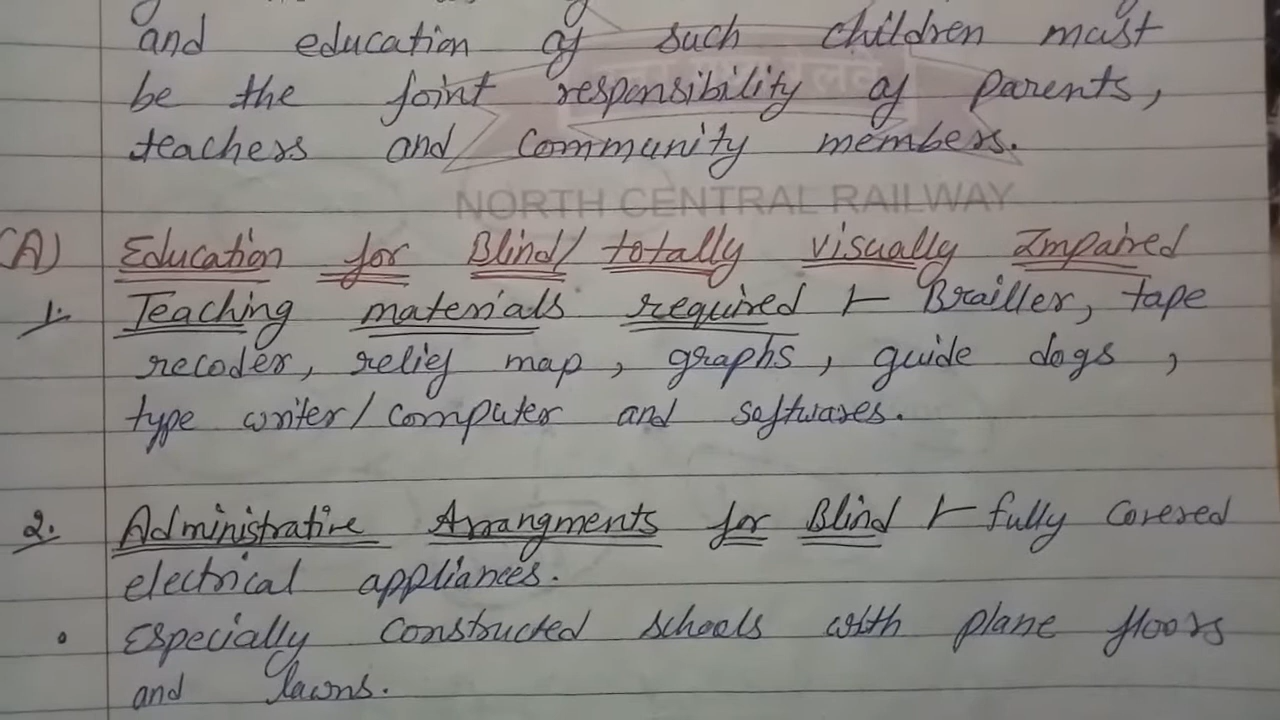 and education of such children must
be the joint responsibility of parents,
teachers and community members.
NORTH CENTRAL RAILWAY
(A) Education for Blind/ totally visually Impaired
1. Teaching materials required :- Brailler, tape
recoder, relief map, graphs, guide dogs,
type writer/computer and softwares.
2. Administrative Arrangments for Blind :- fully covered
electrical appliances.
• Especially constructed schools with plane floors
and lawns.